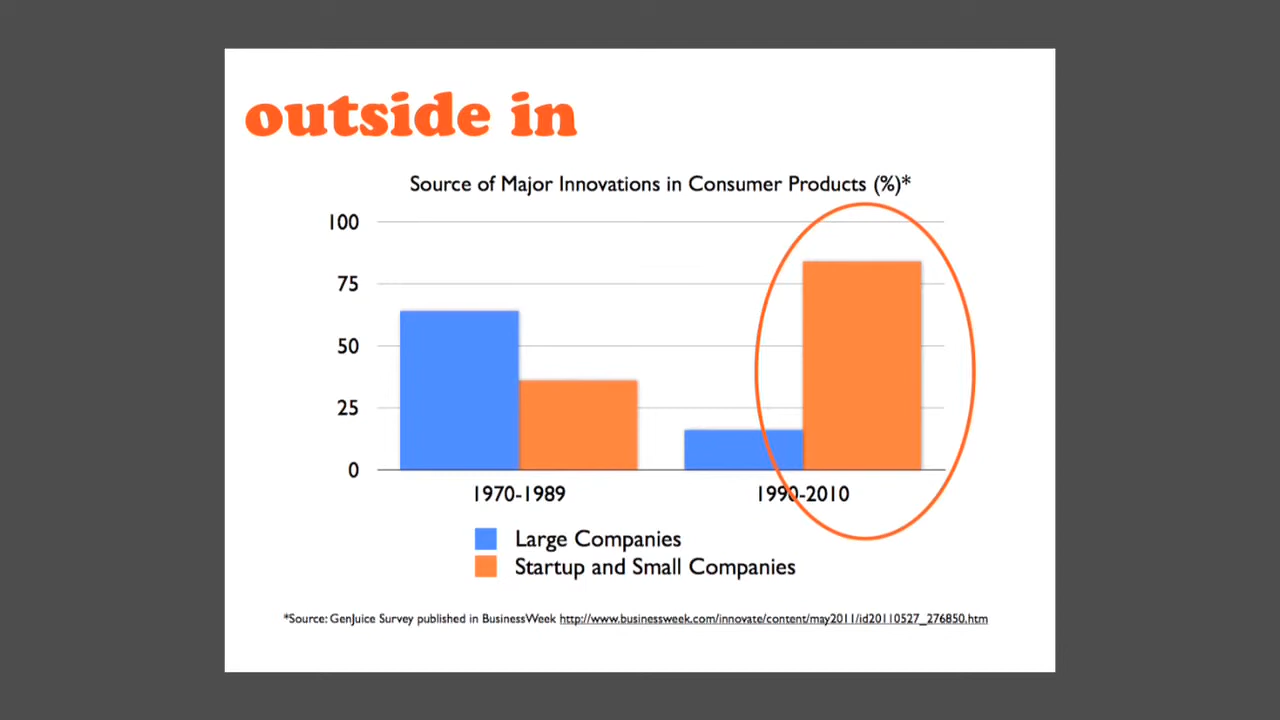 outside in
Source of Major Innovations in Consumer Products (%)*
100
75
50
25
0
1970-1989
1990-2010
Large Companies
Startup and Small Companies
*Source: GenJuice Survey published in BusinessWeek http://www.businessweek.com/innovate/content/may2011/id20110527_276850.htm